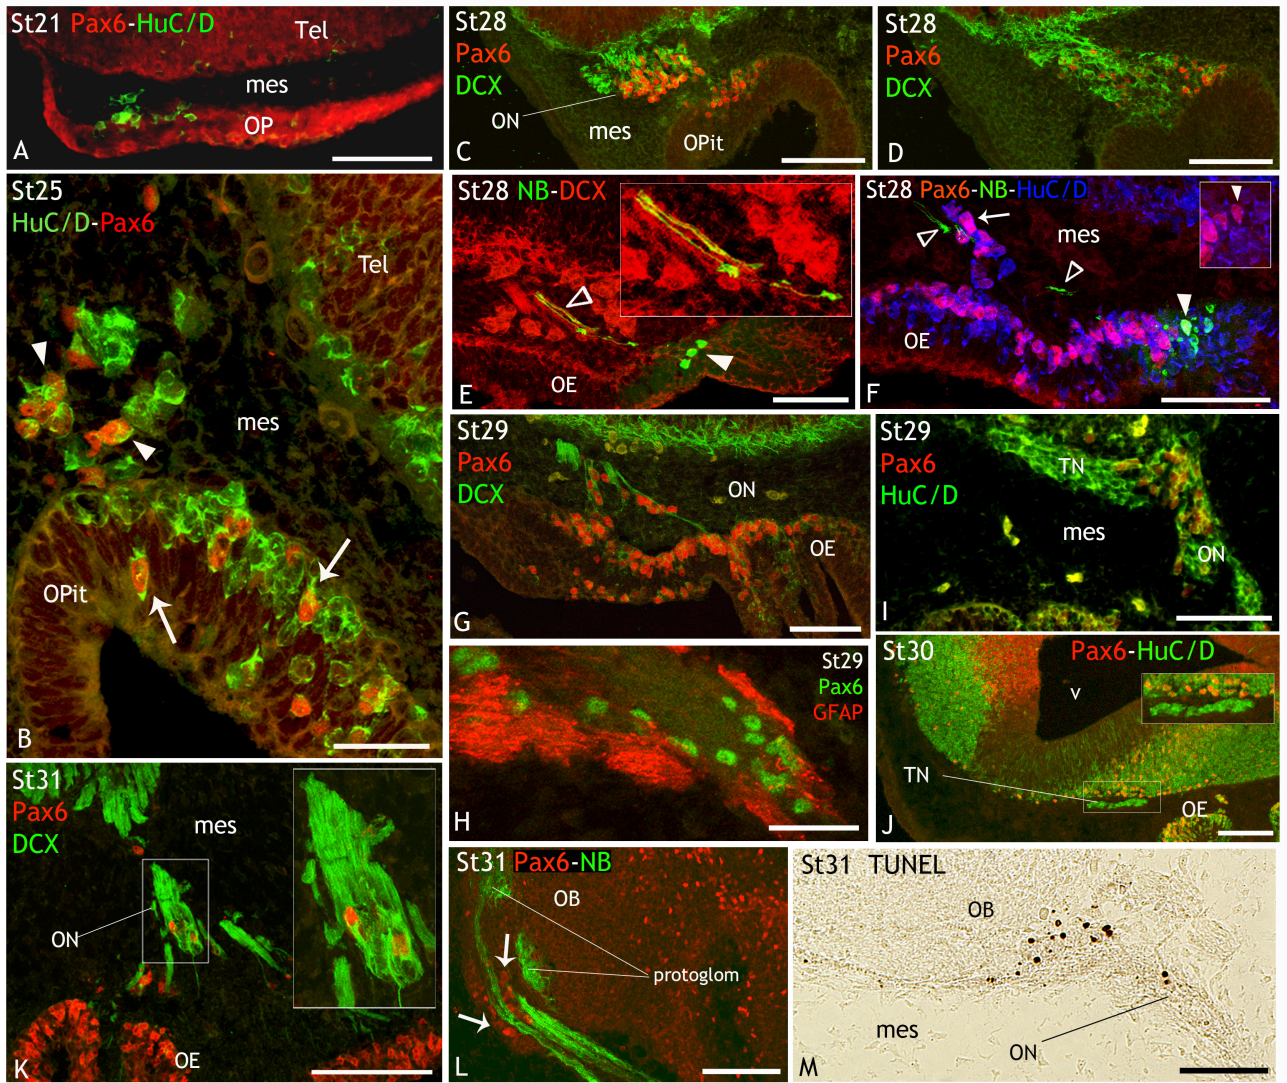 St21 Pax6-HuC/D
Tel
mes
OP
A
St28
Pax6
DCX
ON
mes
OPit
C
St28
Pax6
DCX
D
St25
HuC/D-Pax6
Tel
mes
OPit
B
St28 NB-DCX
OE
E
St28 Pax6-NB-HuC/D
mes
OE
F
St29
Pax6
DCX
ON
OE
G
St29
Pax6
HuC/D
TN
mes
ON
I
St29
Pax6
GFAP
H
St30
Pax6-HuC/D
v
TN
OE
J
St31
Pax6
DCX
mes
ON
OE
K
St31 Pax6-NB
OB
protoglom
L
St31 TUNEL
OB
mes
ON
M